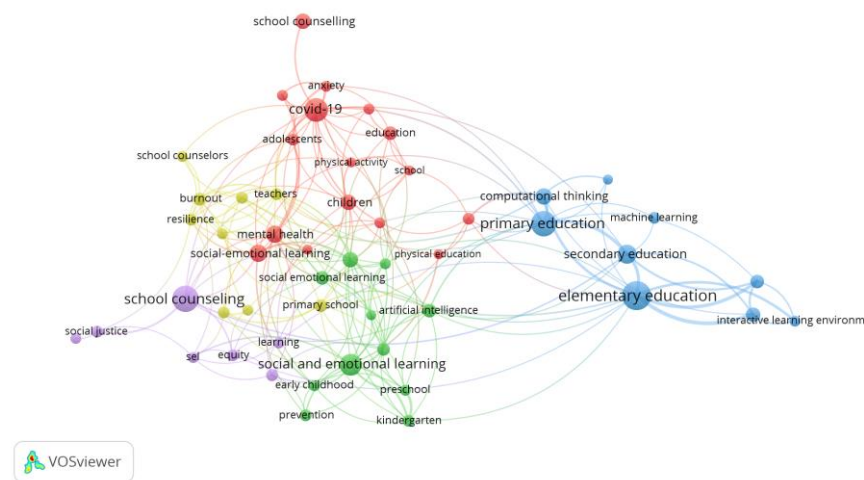 school counselling
anxiety
covid-19
education
adolescents
school counselors
physical activity
school
burnout
teachers
computational thinking
children
resilience
machine learning
primary education
mental health
social-emotional learning
physical education
secondary education
social emotional learning
school counseling
elementary education
primary school
artificial intelligence
interactive learning environm
social justice
learning
sel
equity
social and emotional learning
early childhood
preschool
prevention
kindergarten
VOSviewer